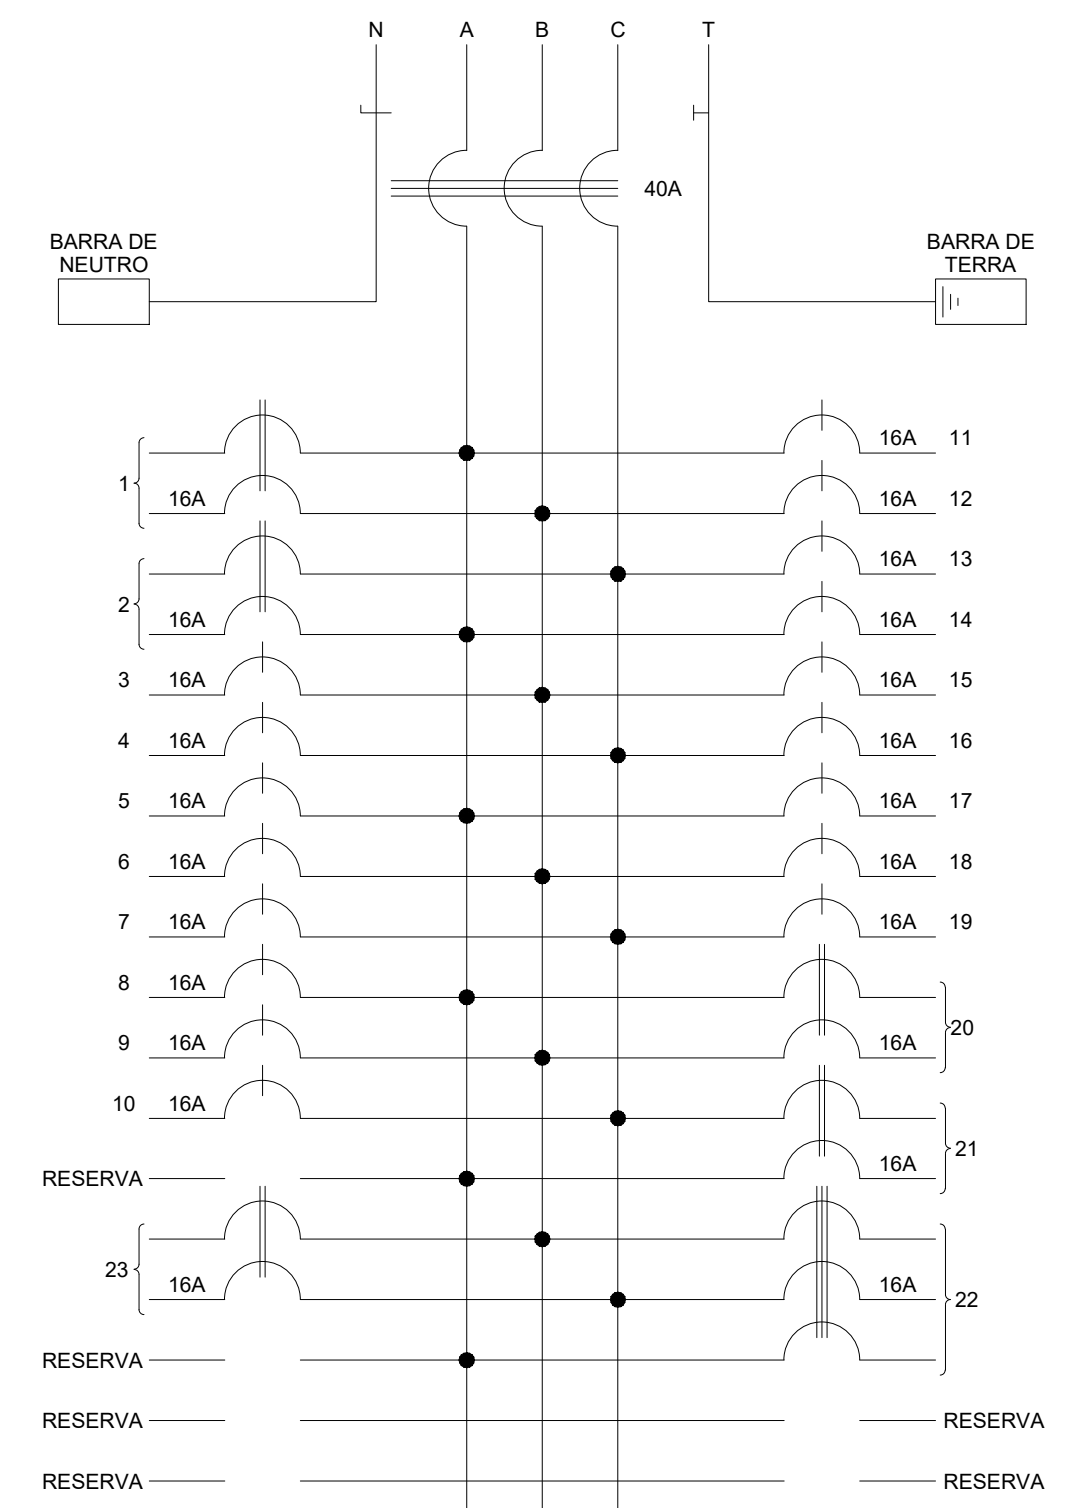 N A B C T
40A
BARRA DE
NEUTRO
BARRA DE
TERRA
16A 11
1
16A 16A 12
16A 13
2
16A 16A 14
3 16A 16A 15
4 16A 16A 16
5 16A 16A 17
6 16A 16A 18
7 16A 16A 19
8 16A
20
9 16A 16A
10 16A
21
RESERVA 16A
23
16A 16A
22
RESERVA
RESERVA RESERVA
RESERVA RESERVA